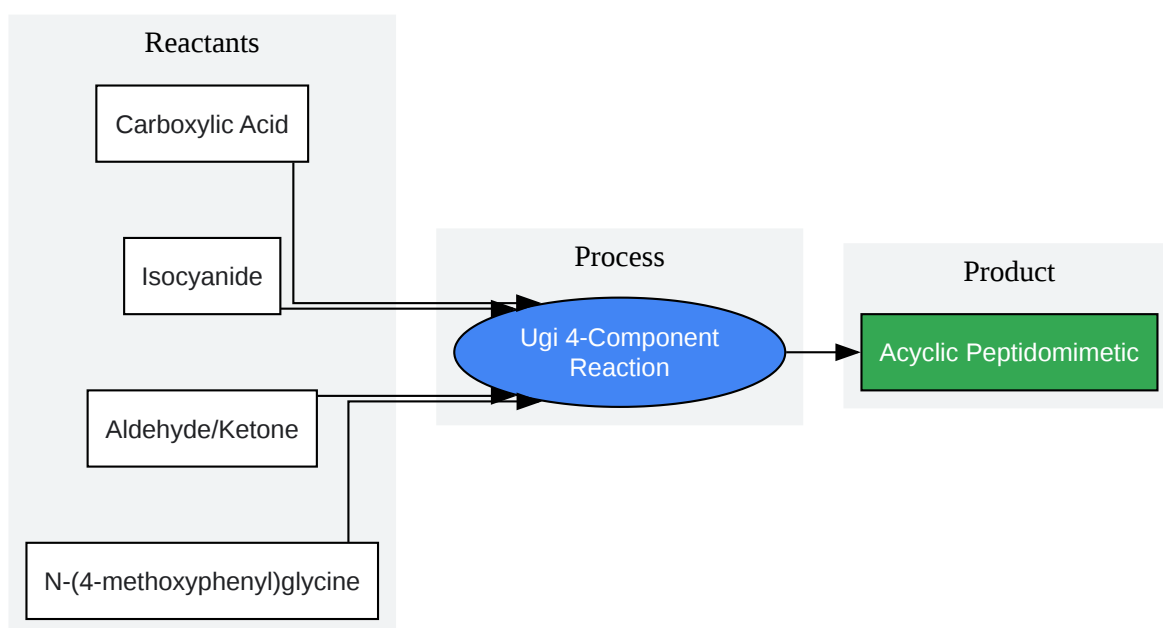 Reactants
Carboxylic Acid
Isocyanide
Aldehyde/Ketone
N-(4-methoxyphenyl)glycine
Process
Ugi 4-Component
Reaction
Product
Acyclic Peptidomimetic